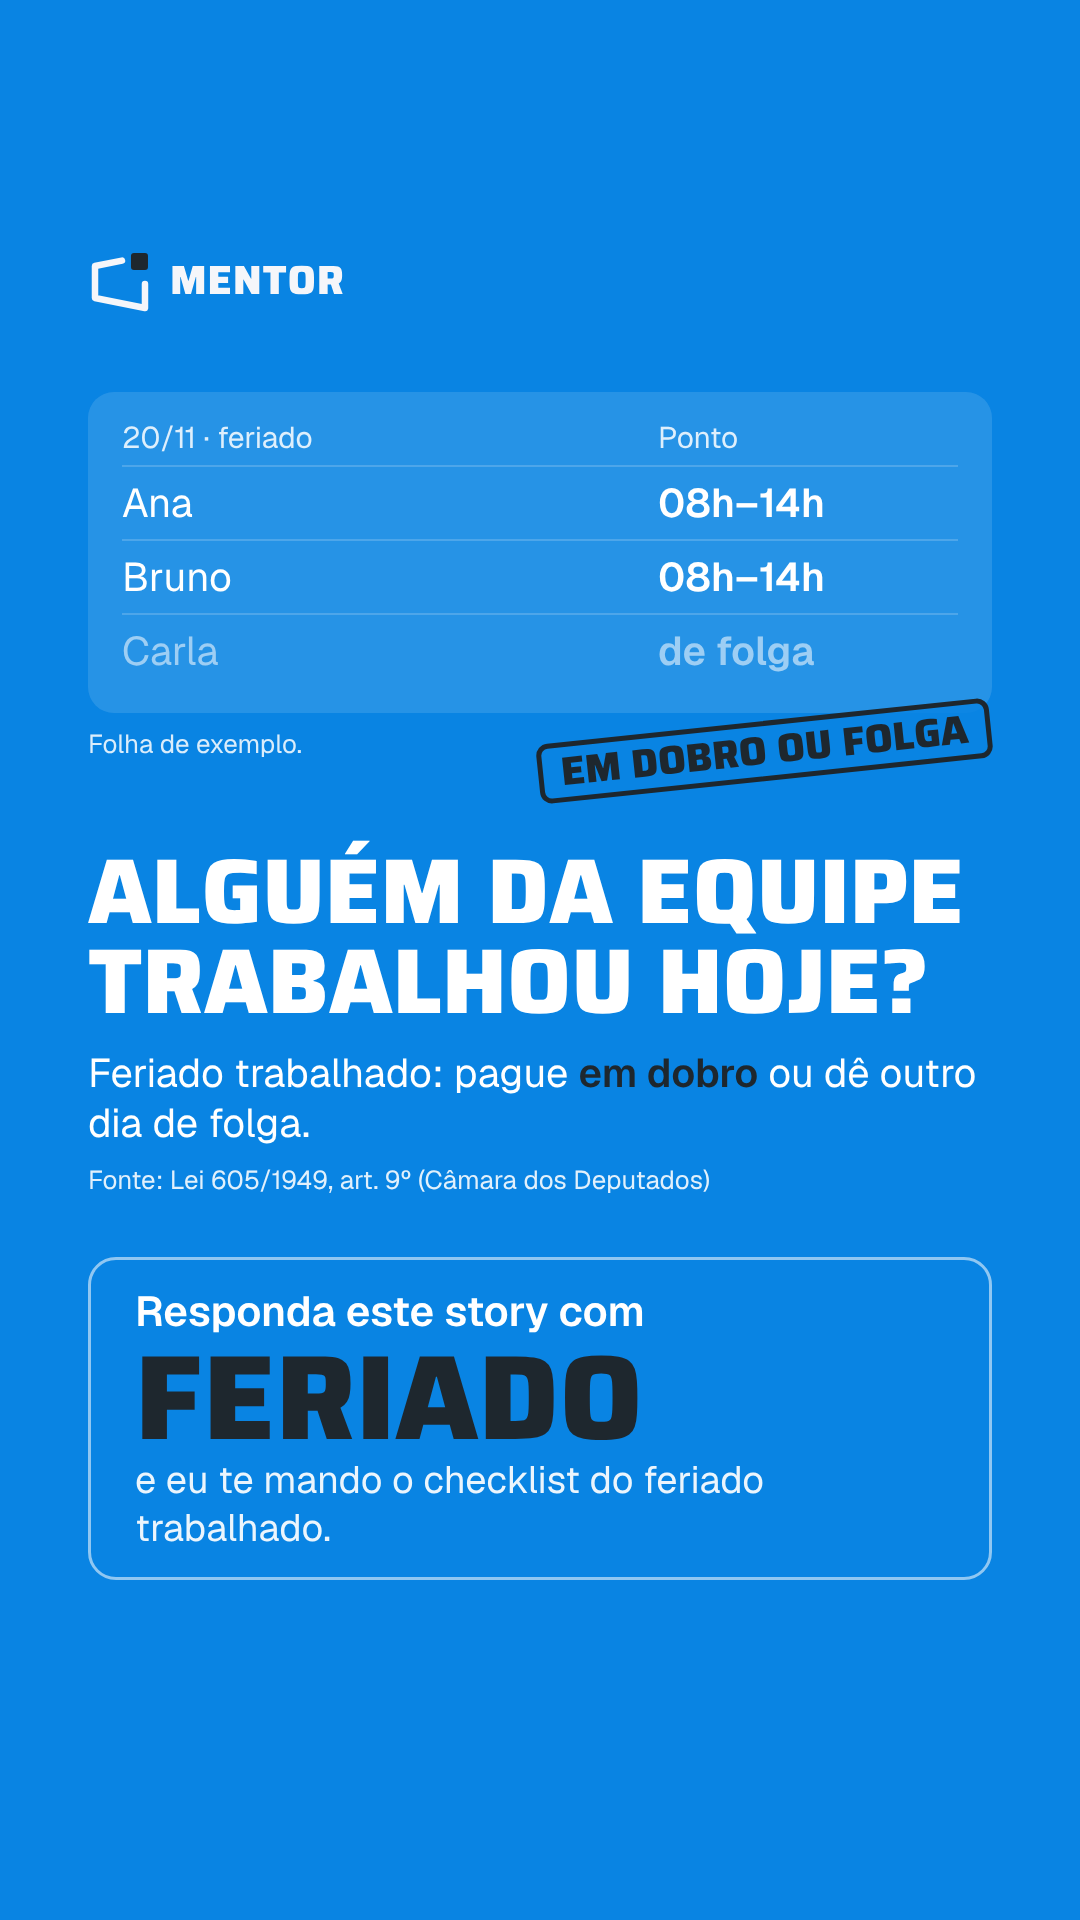 MENTOR
20/11 · feriado Ponto
Ana 08h–14h
Bruno 08h–14h
Carla de folga
Folha de exemplo.
EM DOBRO OU FOLGA
ALGUÉM DA EQUIPE
TRABALHOU HOJE?
Feriado trabalhado: pague em dobro ou dê outro
dia de folga.
Fonte: Lei 605/1949, art. 9º (Câmara dos Deputados)
Responda este story com
FERIADO
e eu te mando o checklist do feriado
trabalhado.